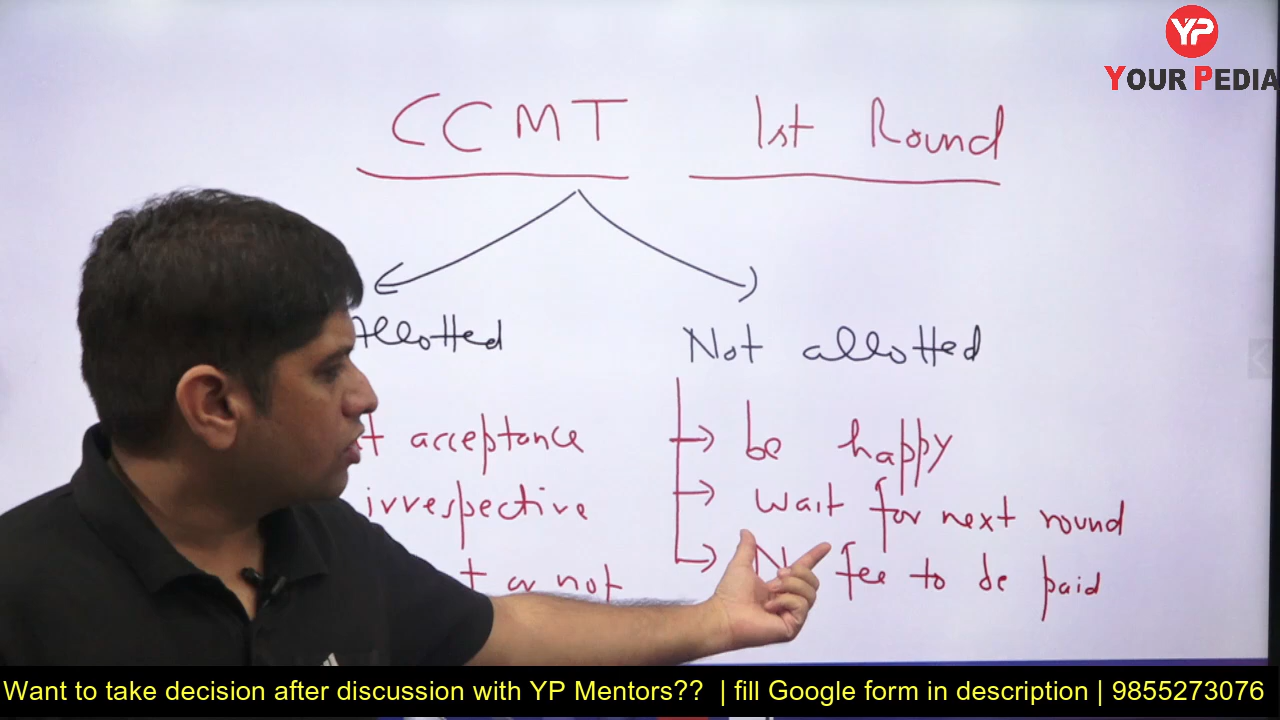 YP
YOUR PEDIA
CCMT 1st Round
Allotted
Not allotted
acceptance
be happy
irrespective
wait for next round
or not
fee to be paid
Want to take decision after discussion with YP Mentors?? | fill Google form in description | 9855273076